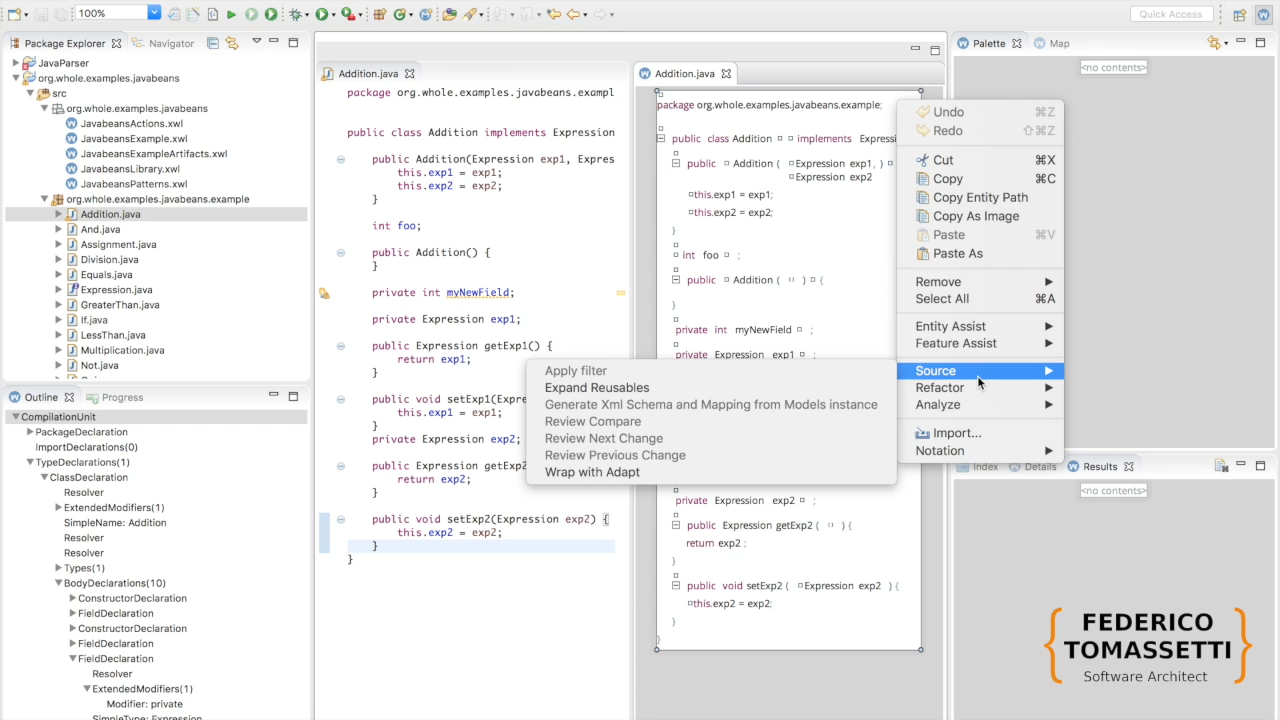 100%
Quick Access
Package Explorer
Navigator
JavaParser
org.whole.examples.javabeans
src
org.whole.examples.javabeans
JavabeansActions.xwl
JavabeansExample.xwl
JavabeansExampleArtifacts.xwl
JavabeansLibrary.xwl
JavabeansPatterns.xwl
org.whole.examples.javabeans.example
Addition.java
And.java
Assignment.java
Division.java
Equals.java
Expression.java
GreaterThan.java
If.java
LessThan.java
Multiplication.java
Not.java
Outline
Progress
CompilationUnit
PackageDeclaration
ImportDeclarations(0)
TypeDeclarations(1)
ClassDeclaration
Resolver
ExtendedModifiers(1)
SimpleName: Addition
Resolver
Resolver
Types(1)
BodyDeclarations(10)
ConstructorDeclaration
FieldDeclaration
ConstructorDeclaration
FieldDeclaration
FieldDeclaration
Resolver
ExtendedModifiers(1)
Modifier: private
SimpleType: Expression
Addition.java
package org.whole.examples.javabeans.exampl
public class Addition implements Expression
public Addition(Expression exp1, Expres
this.exp1 = exp1;
this.exp2 = exp2;
}
int foo;
public Addition() {
}
private int myNewField;
private Expression exp1;
public Expression getExp1() {
return exp1;
}
public void setExp1(Expre
this.exp1 = exp1;
}
private Expression exp2;
public Expression getExp2
return exp2;
}
public void setExp2(Expression exp2) {
this.exp2 = exp2;
}
}
Addition.java
package org.whole.examples.javabeans.example;
public class Addition implements Expressi
public Addition ( Expression exp1, )
Expression exp2
this.exp1 = exp1;
this.exp2 = exp2;
}
int foo ;
public Addition ( ) {
}
private int myNewField ;
private Expression exp1 ;
private Expression exp2 ;
public Expression getExp2 ( ) {
return exp2 ;
}
public void setExp2 ( Expression exp2 ) {
this.exp2 = exp2;
}
}
Undo ⌘Z
Redo ⇧⌘Z
Cut ⌘X
Copy ⌘C
Copy Entity Path
Copy As Image
Paste ⌘V
Paste As
Remove
Select All ⌘A
Entity Assist
Feature Assist
Source
Refactor
Analyze
Import...
Notation
Apply filter
Expand Reusables
Generate Xml Schema and Mapping from Models instance
Review Compare
Review Next Change
Review Previous Change
Wrap with Adapt
Palette
Map
<no contents>
Index
Details
Results
<no contents>
FEDERICO
TOMASSETTI
Software Architect